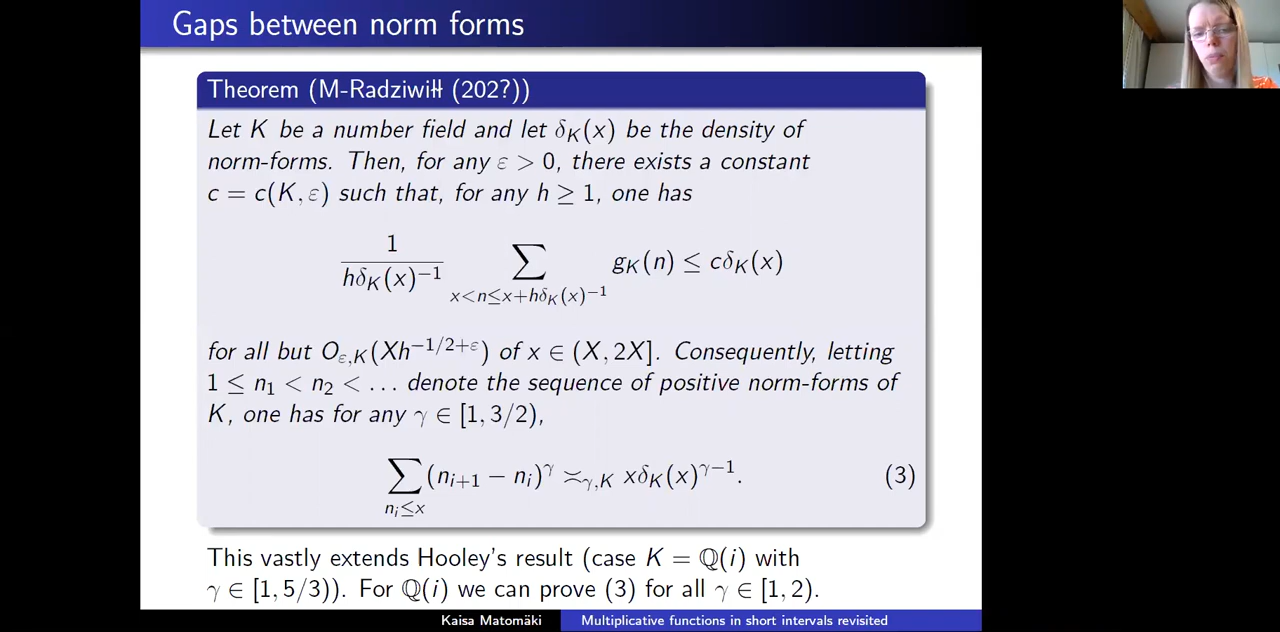 Gaps between norm forms
Theorem (M-Radziwiłł (202?))
Let K be a number field and let δ_K(x) be the density of
norm-forms. Then, for any ε > 0, there exists a constant
c = c(K, ε) such that, for any h ≥ 1, one has
\frac{1}{hδ_K(x)^{-1}} \sum_{x<n≤x+hδ_K(x)^{-1}} g_K(n) ≤ cδ_K(x)
for all but O_{ε,K}(Xh^{-1/2+ε}) of x ∈ (X, 2X]. Consequently, letting
1 ≤ n_1 < n_2 < … denote the sequence of positive norm-forms of
K, one has for any γ ∈ [1, 3/2),
\sum_{n_i≤x} (n_{i+1} − n_i)^γ ≍_{γ,K} xδ_K(x)^{γ−1}. (3)
This vastly extends Hooley's result (case K = ℚ(i) with
γ ∈ [1, 5/3)). For ℚ(i) we can prove (3) for all γ ∈ [1, 2).
Kaisa Matomäki Multiplicative functions in short intervals revisited